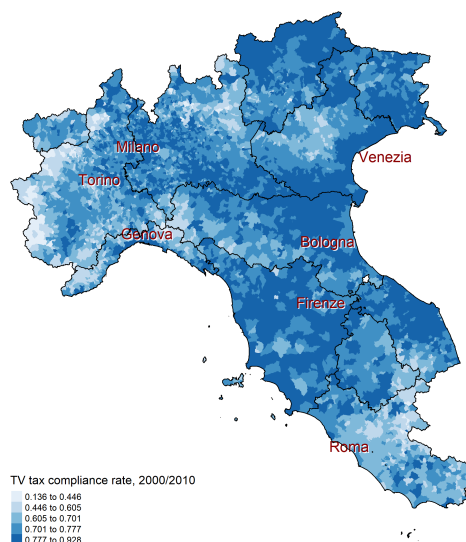 Milano
Venezia
Torino
Genova
Bologna
Firenze
Roma
TV tax compliance rate, 2000/2010
0.136 to 0.446
0.446 to 0.605
0.605 to 0.701
0.701 to 0.777
0.777 to 0.928